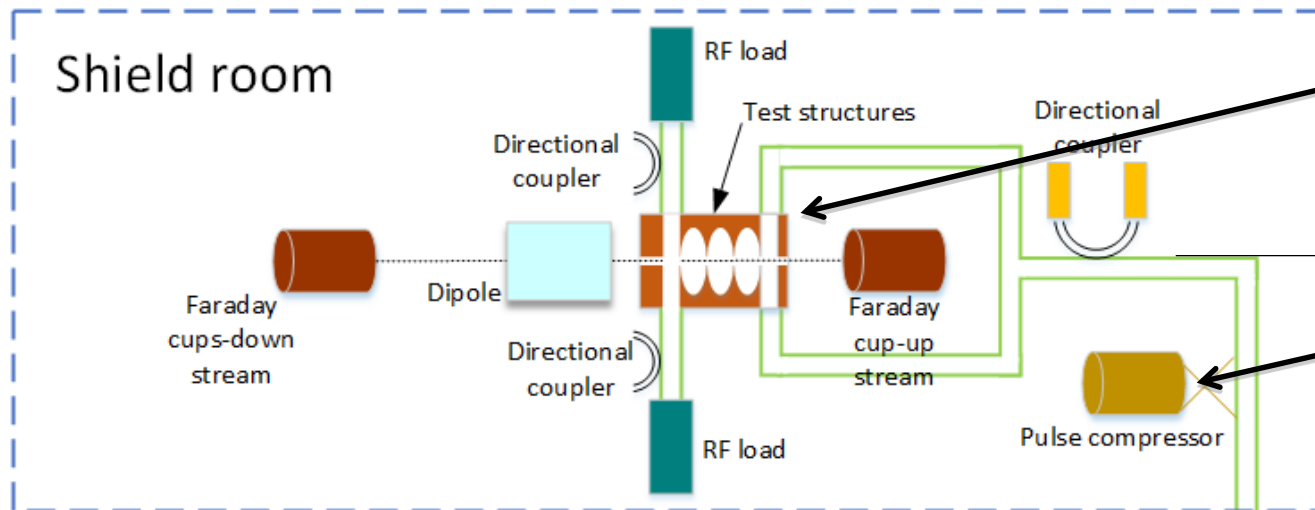 Shield room
RF load
Test structures
Directional
coupler
Directional
coupler
Dipole
Faraday
cups-down
stream
Faraday
cup-up
stream
Directional
coupler
Pulse compressor
RF load